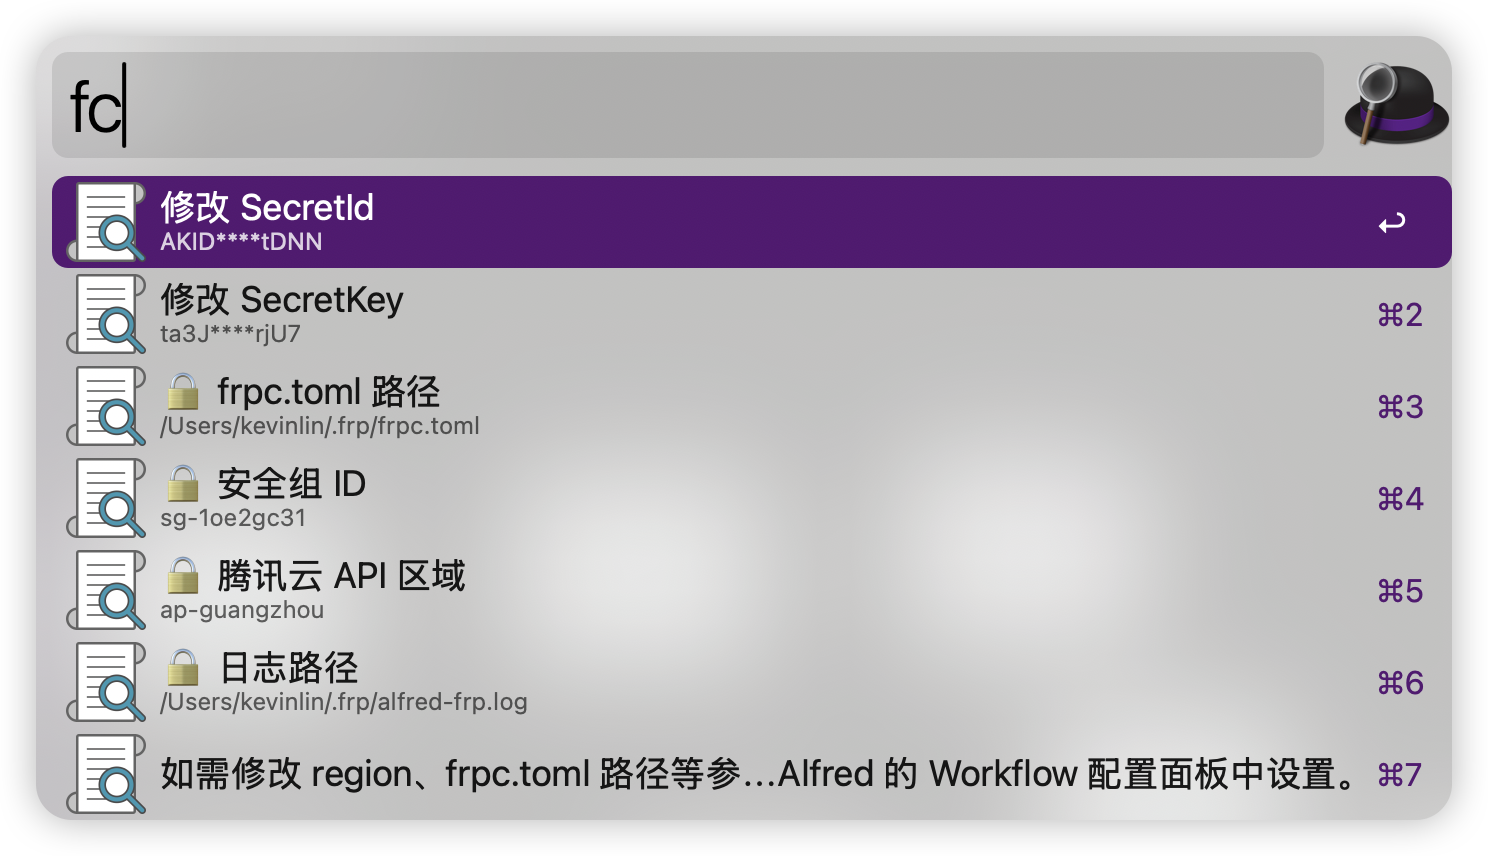 fc
修改 SecretId
AKID****tDNN
修改 SecretKey
ta3J****rjU7
⌘2
🔒 frpc.toml 路径
/Users/kevinlin/.frp/frpc.toml
⌘3
🔒 安全组 ID
sg-1oe2gc31
⌘4
🔒 腾讯云 API 区域
ap-guangzhou
⌘5
🔒 日志路径
/Users/kevinlin/.frp/alfred-frp.log
⌘6
如需修改 region、frpc.toml 路径等参…Alfred 的 Workflow 配置面板中设置。 ⌘7